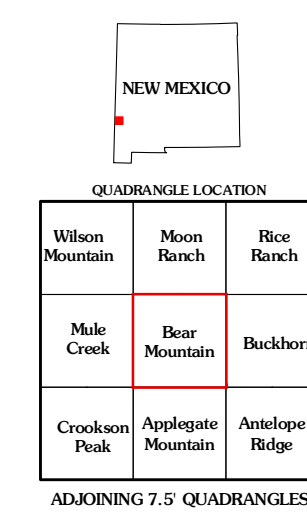 NEW MEXICO
QUADRANGLE LOCATION
Wilson
Mountain
Moon
Ranch
Rice
Ranch
Mule
Creek
Bear
Mountain
Buckhorn
Crookson
Peak
Applegate
Mountain
Antelope
Ridge
ADJOINING 7.5' QUADRANGLES